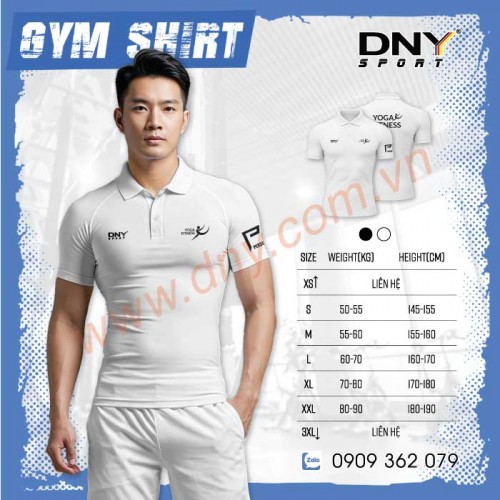 GYM SHIRT
DNY
SPORT
YOGA
FITNESS
DNY
SPORT
YOGA
FITNESS
P
www.dny.com.vn
SIZE WEIGHT(KG) HEIGHT(CM)
XS↑ LIÊN HỆ
S 50-55 145-155
M 55-60 155-160
L 60-70 160-170
XL 70-80 170-180
XXL 80-90 180-190
3XL↓ LIÊN HỆ
Zalo 0909 362 079